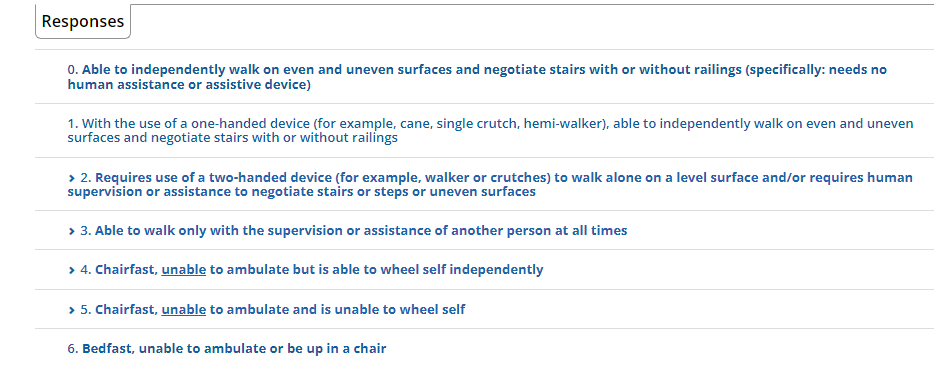 Responses
0. Able to independently walk on even and uneven surfaces and negotiate stairs with or without railings (specifically: needs no
human assistance or assistive device)
1. With the use of a one-handed device (for example, cane, single crutch, hemi-walker), able to independently walk on even and uneven
surfaces and negotiate stairs with or without railings
> 2. Requires use of a two-handed device (for example, walker or crutches) to walk alone on a level surface and/or requires human
supervision or assistance to negotiate stairs or steps or uneven surfaces
> 3. Able to walk only with the supervision or assistance of another person at all times
> 4. Chairfast, unable to ambulate but is able to wheel self independently
> 5. Chairfast, unable to ambulate and is unable to wheel self
6. Bedfast, unable to ambulate or be up in a chair